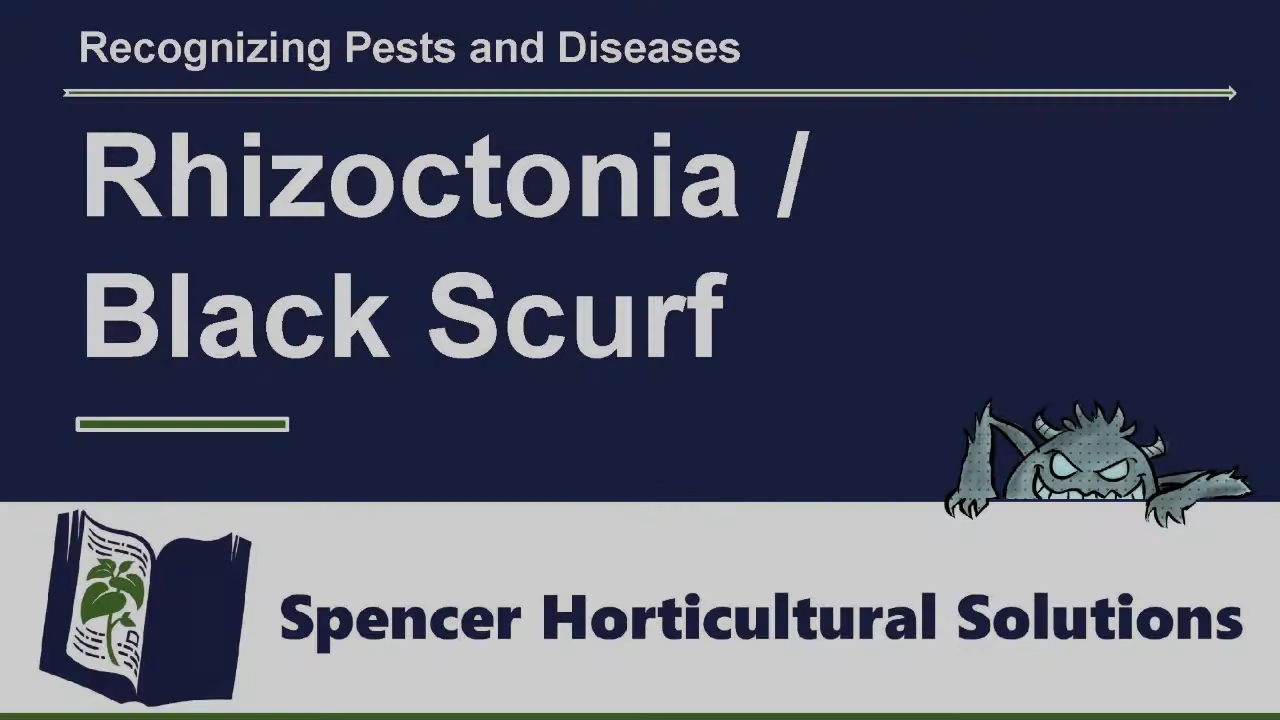 Recognizing Pests and Diseases
Rhizoctonia /
Black Scurf
Spencer Horticultural Solutions